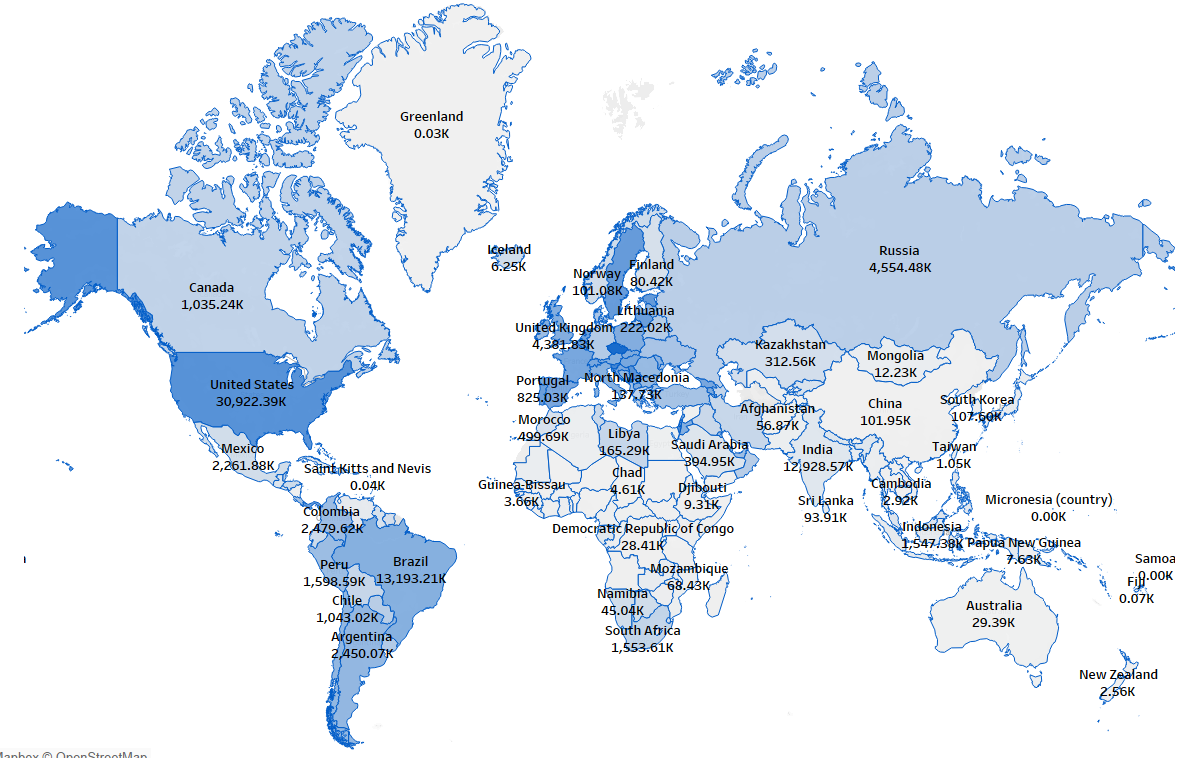 Greenland
0.03K
Iceland
6.25K
Russia
4,554.48K
Norway
101.08K
Finland
80.42K
Canada
1,035.24K
Lithuania
222.02K
United Kingdom
4,381.83K
Kazakhstan
312.56K
Mongolia
12.23K
United States
30,922.39K
Portugal
825.03K
North Macedonia
137.73K
Afghanistan
56.87K
China
101.95K
South Korea
107.60K
Morocco
499.69K
Libya
165.29K
Saudi Arabia
394.95K
India
12,928.57K
Taiwan
1.05K
Mexico
2,261.88K
Saint Kitts and Nevis
0.04K
Chad
4.61K
Guinea-Bissau
3.66K
Djibouti
9.31K
Sri Lanka
93.91K
Cambodia
2.92K
Micronesia (country)
0.00K
Colombia
2,479.62K
Democratic Republic of Congo
28.41K
Indonesia
1,547.38K
Papua New Guinea
7.63K
Samoa
0.00K
Fiji
0.07K
Brazil
13,193.21K
Peru
1,598.59K
Mozambique
68.43K
Namibia
45.04K
Chile
1,043.02K
South Africa
1,553.61K
Argentina
2,450.07K
Australia
29.39K
New Zealand
2.56K
Mapbox © OpenStreetMap